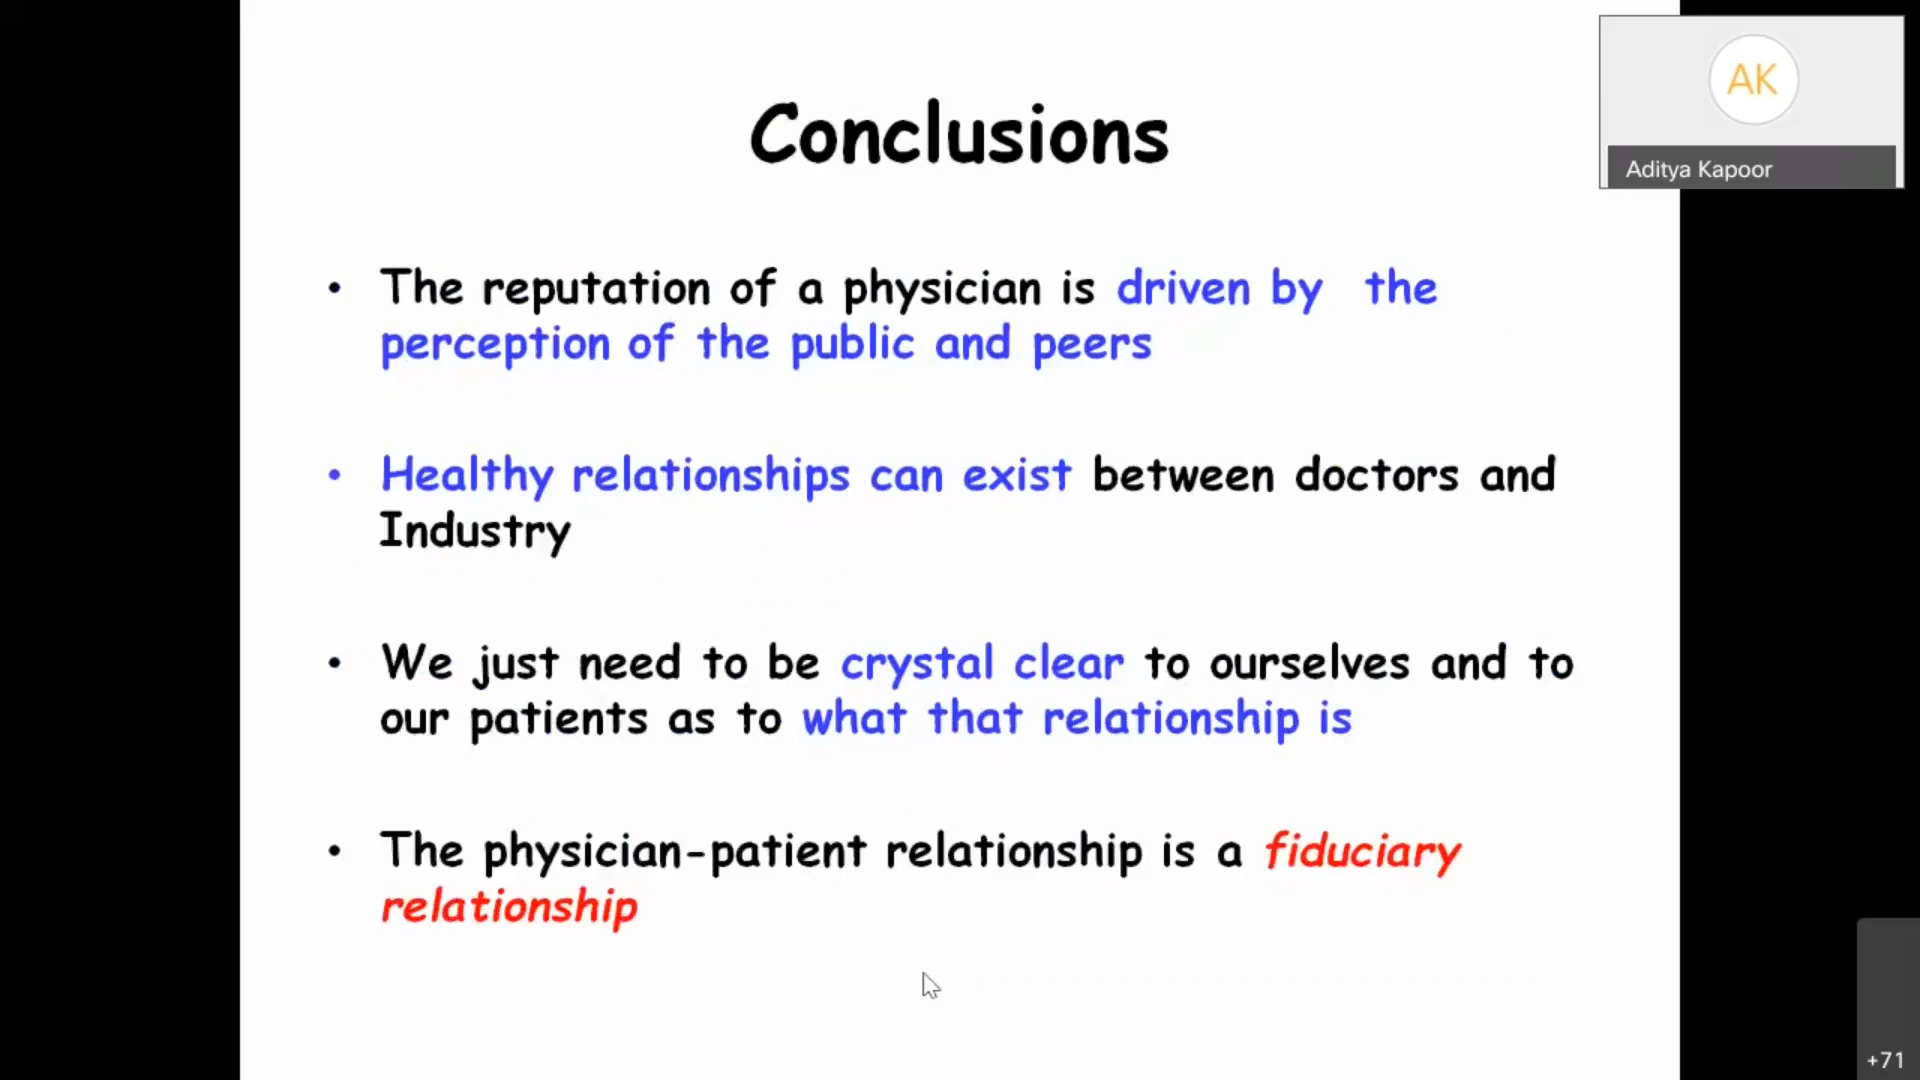 Conclusions
AK
Aditya Kapoor
• The reputation of a physician is driven by the
perception of the public and peers
• Healthy relationships can exist between doctors and
Industry
• We just need to be crystal clear to ourselves and to
our patients as to what that relationship is
• The physician-patient relationship is a fiduciary
relationship
+71